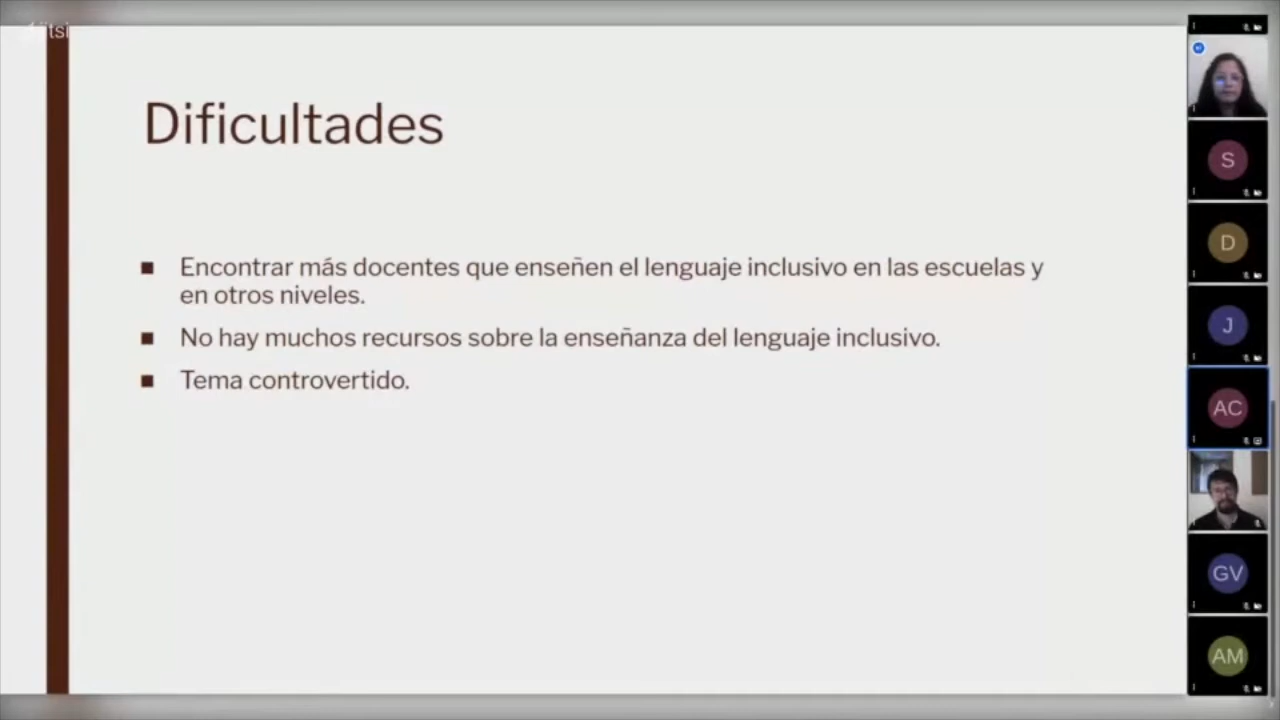 Dificultades
■ Encontrar más docentes que enseñen el lenguaje inclusivo en las escuelas y
en otros niveles.
■ No hay muchos recursos sobre la enseñanza del lenguaje inclusivo.
■ Tema controvertido.
S
D
J
AC
GV
AM